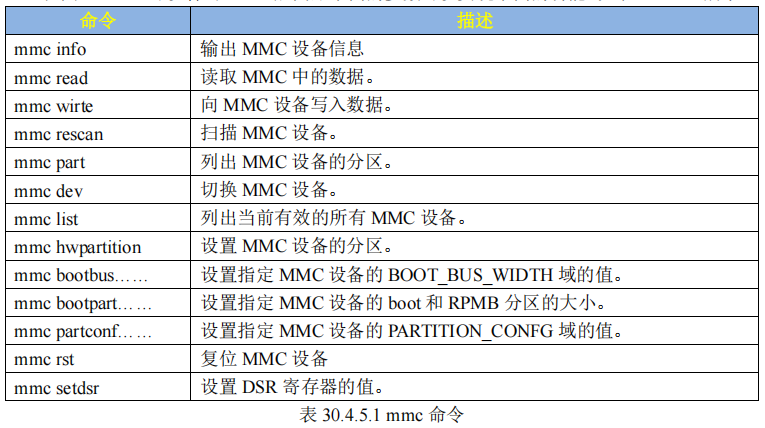 命令 描述
mmc info 输出 MMC 设备信息
mmc read 读取 MMC 中的数据。
mmc wirte 向 MMC 设备写入数据。
mmc rescan 扫描 MMC 设备。
mmc part 列出 MMC 设备的分区。
mmc dev 切换 MMC 设备。
mmc list 列出当前有效的所有 MMC 设备。
mmc hwpartition 设置 MMC 设备的分区。
mmc bootbus…… 设置指定 MMC 设备的 BOOT_BUS_WIDTH 域的值。
mmc bootpart…… 设置指定 MMC 设备的 boot 和 RPMB 分区的大小。
mmc partconf…… 设置指定 MMC 设备的 PARTITION_CONFG 域的值。
mmc rst 复位 MMC 设备
mmc setdsr 设置 DSR 寄存器的值。
表 30.4.5.1 mmc 命令